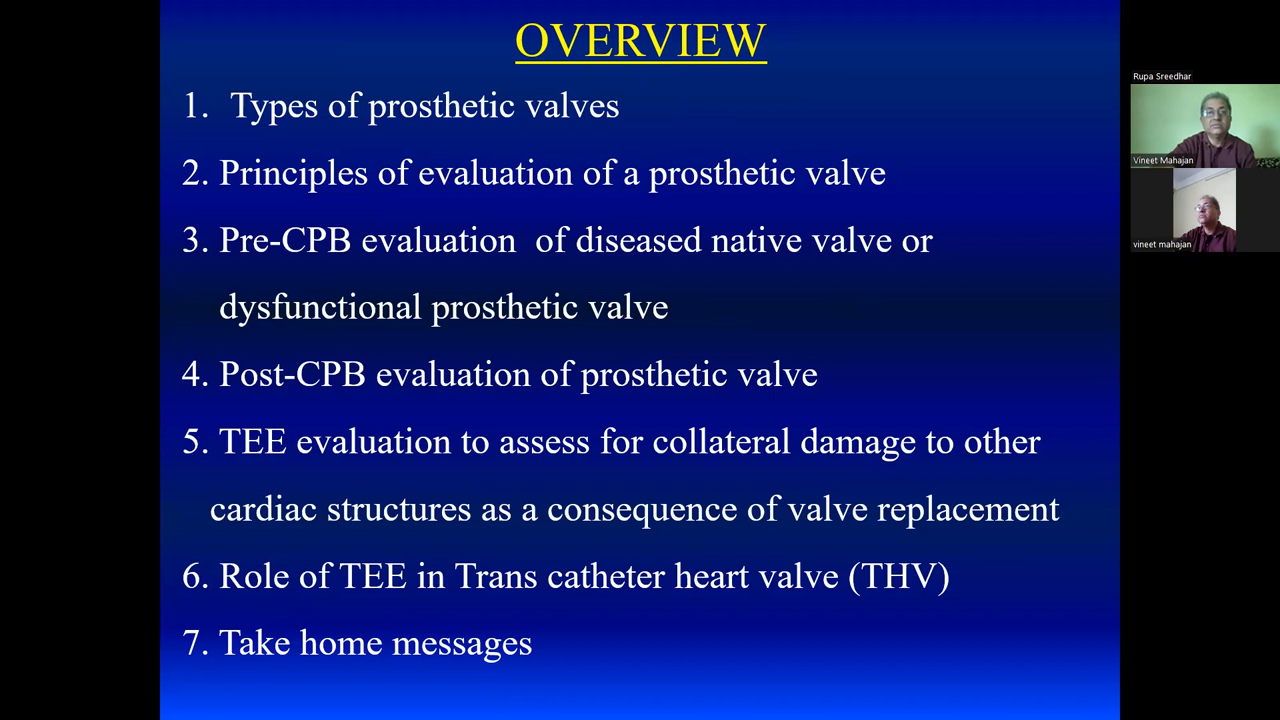 OVERVIEW
1. Types of prosthetic valves
2. Principles of evaluation of a prosthetic valve
3. Pre-CPB evaluation of diseased native valve or
dysfunctional prosthetic valve
4. Post-CPB evaluation of prosthetic valve
5. TEE evaluation to assess for collateral damage to other
cardiac structures as a consequence of valve replacement
6. Role of TEE in Trans catheter heart valve (THV)
7. Take home messages
Rupa Sreedhar
Vineet Mahajan
vineet mahajan